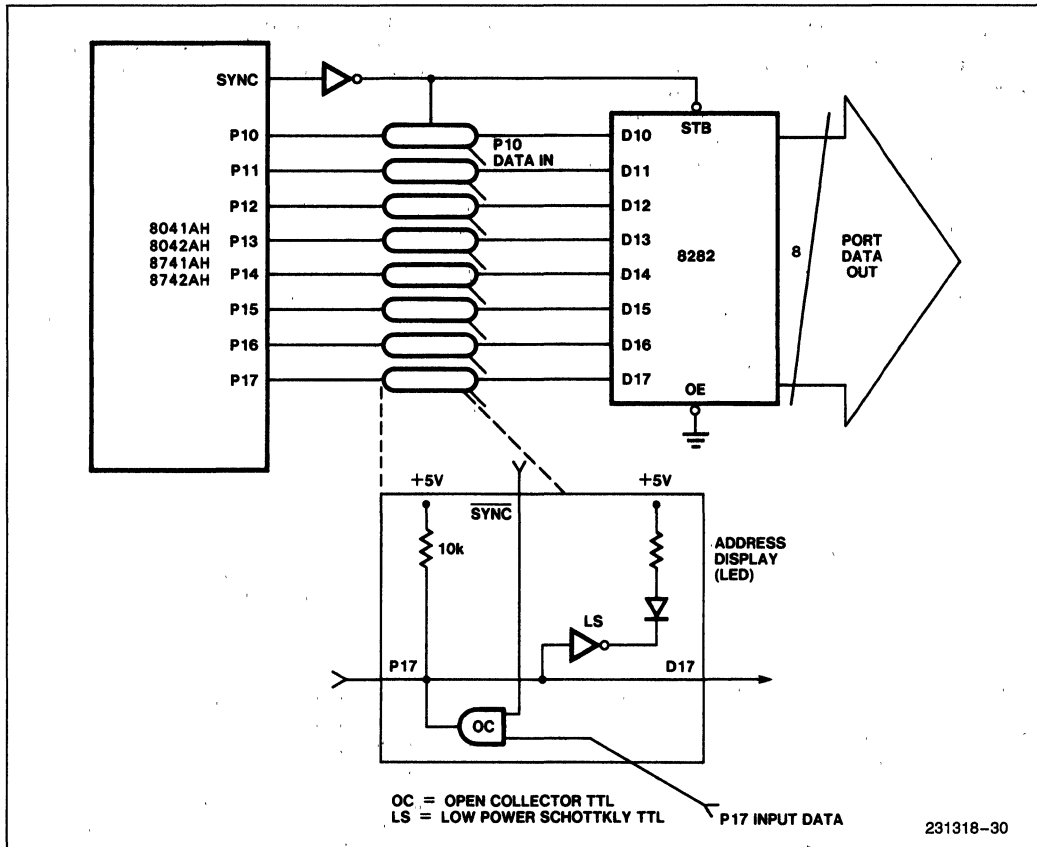 SYNC
P10
P11
P12
P13
P14
P15
P16
P17
8041AH
8042AH
8741AH
8742AH
P10
DATA IN
STB
D10
D11
D12
D13
D14
D15
D16
D17
8282
OE
8
PORT
DATA
OUT
+5V
10k
SYNC
+5V
ADDRESS
DISPLAY
(LED)
LS
P17
D17
OC
OC = OPEN COLLECTOR TTL
LS = LOW POWER SCHOTTKLY TTL
P17 INPUT DATA
231318-30